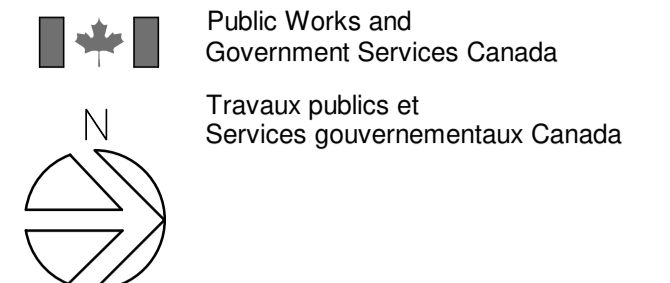 Public Works and
Government Services Canada
Travaux publics et
Services gouvernementaux Canada
N